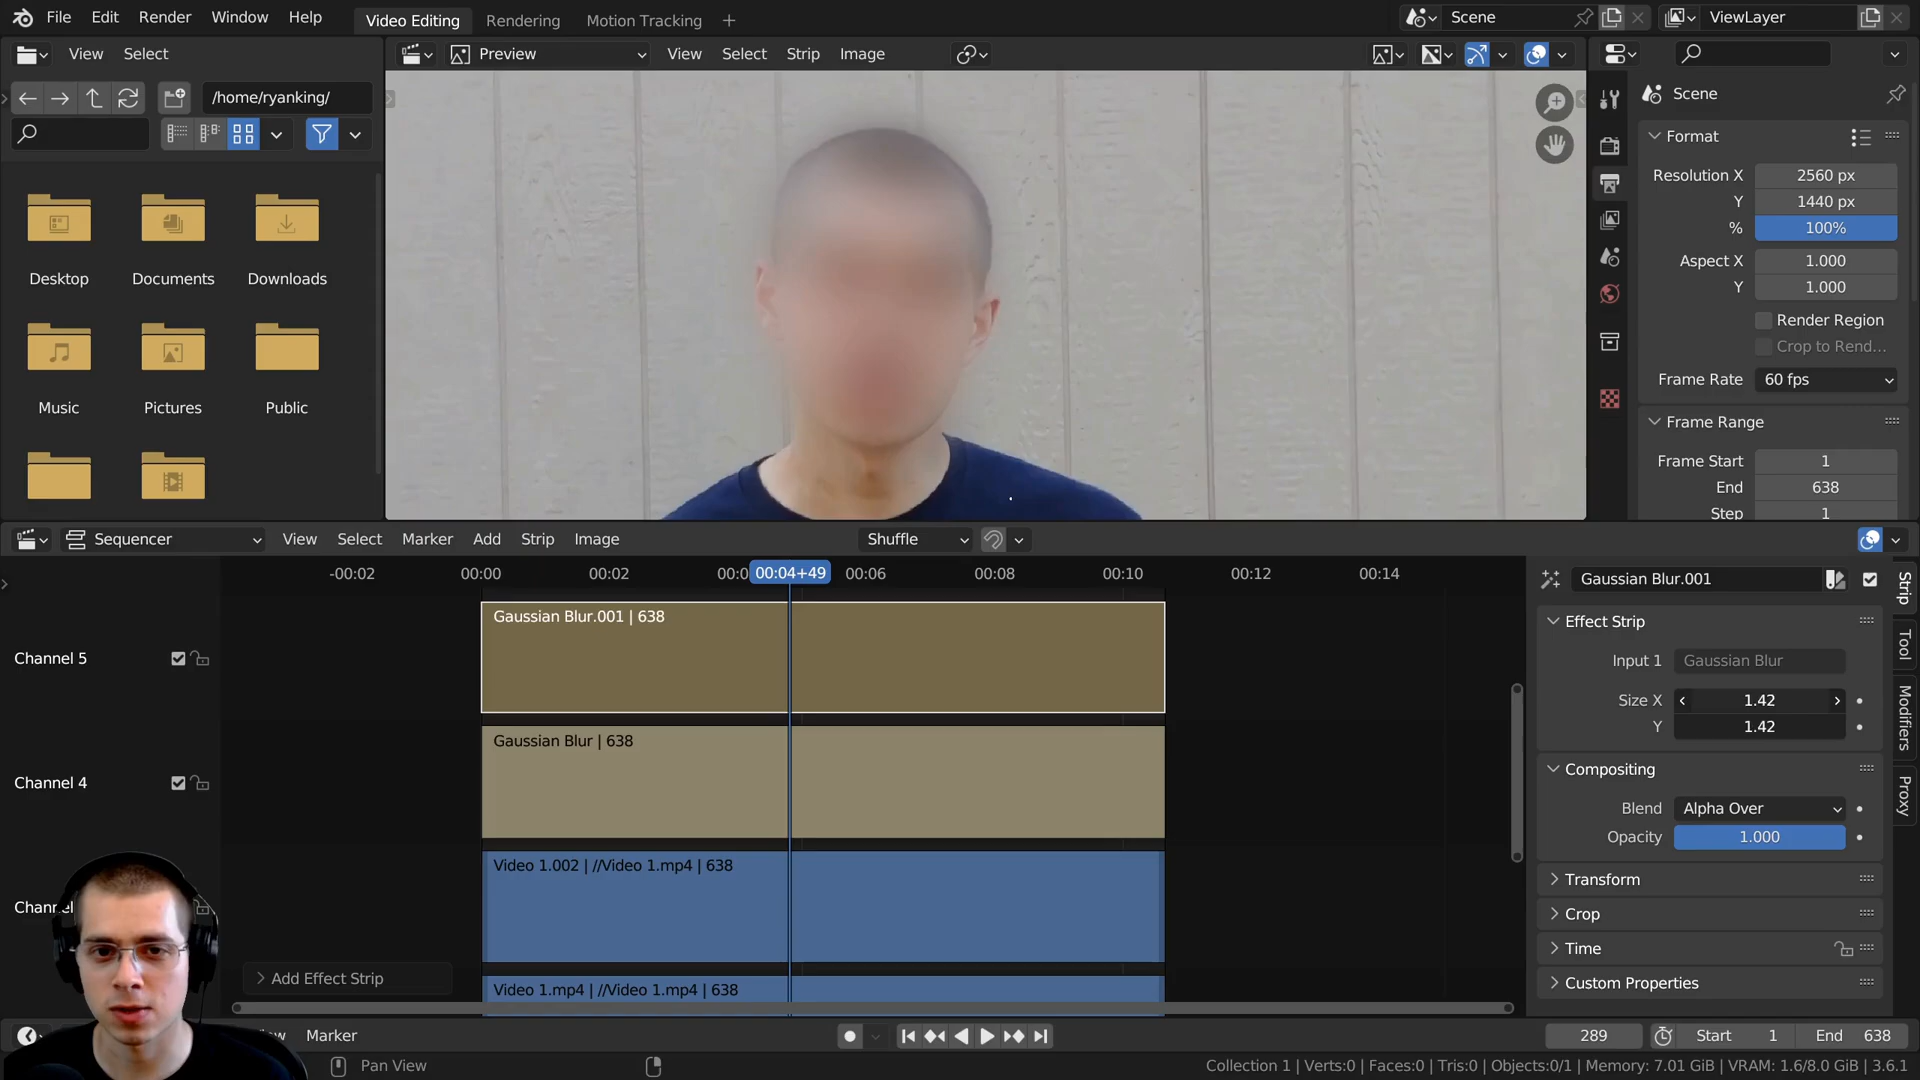 File Edit Render Window Help
Video Editing Rendering Motion Tracking
Scene
ViewLayer
View Select
Preview
View Select Strip Image
/home/ryanking/
Desktop Documents Downloads
Music Pictures Public
Scene
Format
Resolution X 2560 px
Y 1440 px
% 100%
Aspect X 1.000
Y 1.000
Render Region
Crop to Rend...
Frame Rate 60 fps
Frame Range
Frame Start 1
End 638
Step 1
Sequencer
View Select Marker Add Strip Image
Shuffle
-00:02 00:00 00:02 00:0 00:04+49 00:06 00:08 00:10 00:12 00:14
Channel 5
Gaussian Blur.001 | 638
Channel 4
Gaussian Blur | 638
Channel
Video 1.002 | //Video 1.mp4 | 638
Video 1.mp4 | //Video 1.mp4 | 638
Add Effect Strip
Gaussian Blur.001
Effect Strip
Input 1 Gaussian Blur
Size X 1.42
Y 1.42
Compositing
Blend Alpha Over
Opacity 1.000
Transform
Crop
Time
Custom Properties
Strip
Tool
Modifiers
Proxy
Marker
289 Start 1 End 638
Pan View
Collection 1 | Verts:0 | Faces:0 | Tris:0 | Objects:0/1 | Memory: 7.01 GiB | VRAM: 1.6/8.0 GiB | 3.6.1